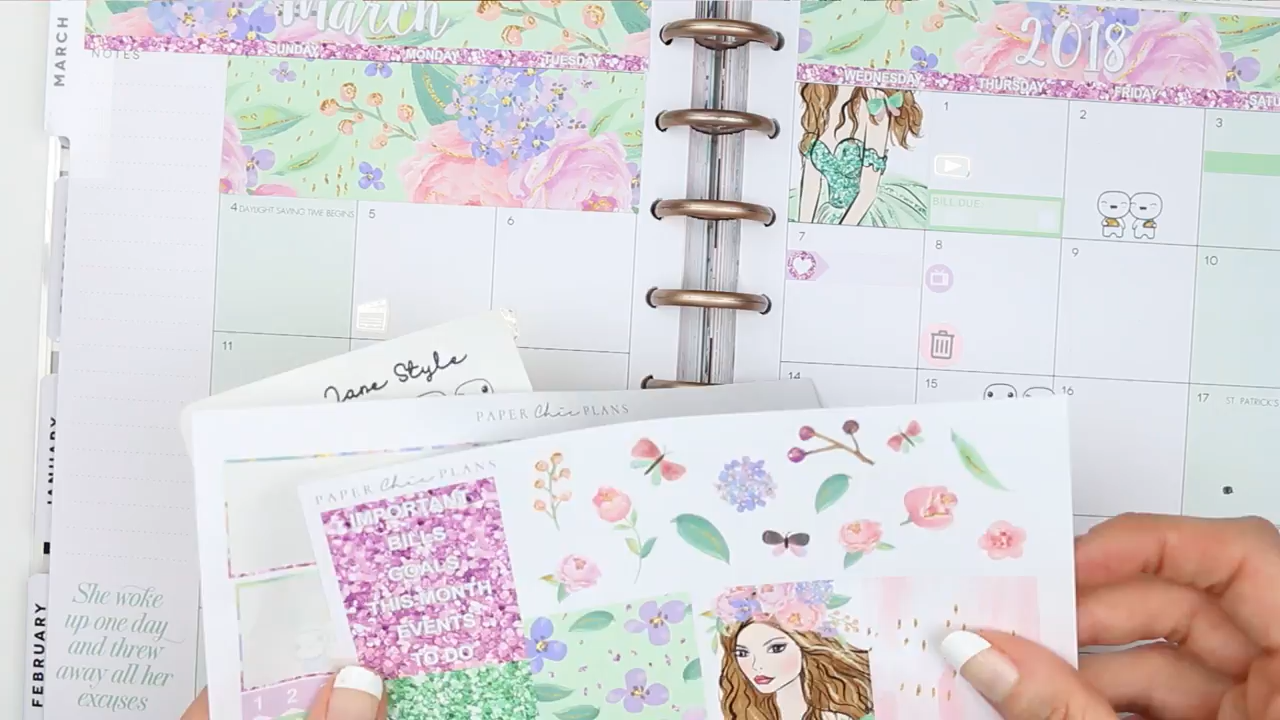 MARCH
March
2018
NOTES
SUNDAY
MONDAY
TUESDAY
WEDNESDAY
THURSDAY
FRIDAY
1
2
3
BILL DUE:
4 DAYLIGHT SAVING TIME BEGINS
5
6
7
8
9
10
11
14
15
16
17 ST. PATRICK'S
Jane Style
PAPER Chic PLANS
PAPER Chic PLANS
IMPORTANT
BILLS
GOALS
THIS MONTH
EVENTS
TO DO
1 2
JANUARY
FEBRUARY
She woke
up one day
and threw
away all her
excuses